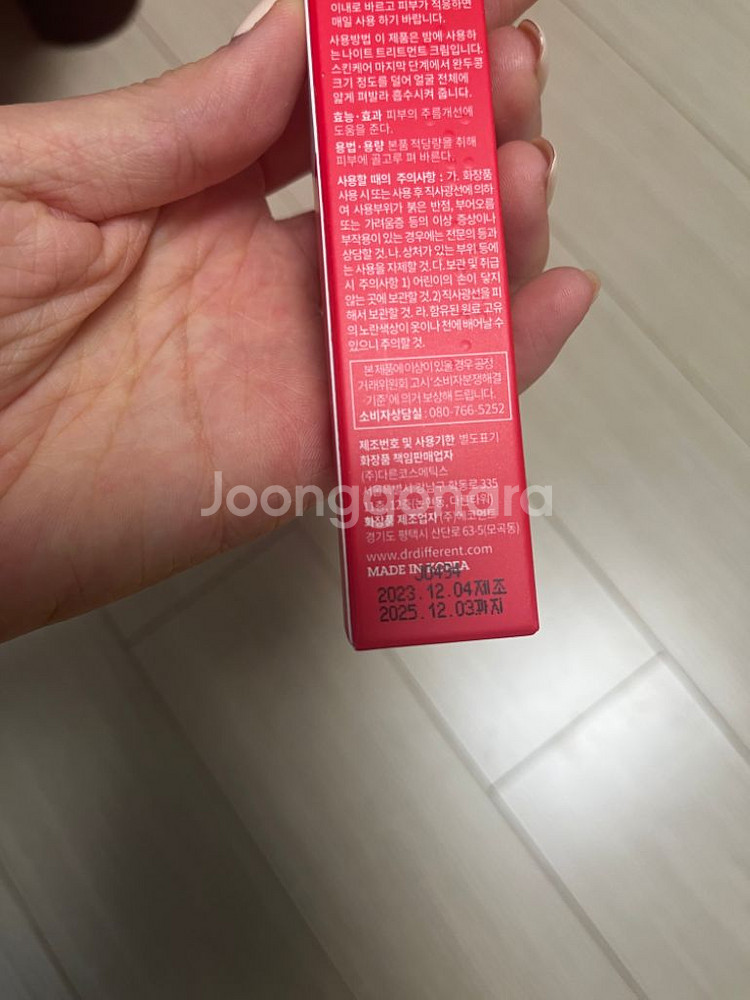 이내로 바르고 피부가 적응하면
매일 사용 하기 바랍니다.
사용방법 이 제품은 밤에 사용하
는 나이트 트리트먼트 크림입니다.
스킨케어 마지막 단계에서 완두콩
크기 정도를 덜어 얼굴 전체에
얇게 펴발라 흡수시켜 줍니다.
효능·효과 피부의 주름개선에
도움을 준다.
용법·용량 본품 적당량을 취해
피부에 골고루 펴 바른다.
사용할 때의 주의사항 : 가. 화장품
사용 시 또는 사용 후 직사광선에 의하
여 사용부위가 붉은 반점, 부어오름
또는 가려움증 등의 이상 증상이나
부작용이 있는 경우에는 전문의 등과
상담할 것. 나. 상처가 있는 부위 등에
는 사용을 자제할 것. 다. 보관 및 취급
시 주의사항 1) 어린이의 손이 닿지
않는 곳에 보관할 것. 2) 직사광선을 피
해서 보관할 것. 라. 함유된 원료 고유
의 노란색상이 옷이나 천에 배어날 수
있으니 주의할 것.
본 제품에 이상이 있을 경우 공정
거래위원회 고시 '소비자분쟁해결
기준'에 의거 보상해 드립니다.
소비자상담실 : 080-766-5252
제조번호 및 사용기한 별도표기
화장품 책임판매업자
(주)다른코스메틱스
서울특별시 강남구 학동로 335
Joonggonara
화장품 제조업자 (주)에코먼트
경기도 평택시 산단로 63-5(모곡동)
www.drdifferent.com
MADE IN KOREA
2023.12.04제조
2025.12.03까지